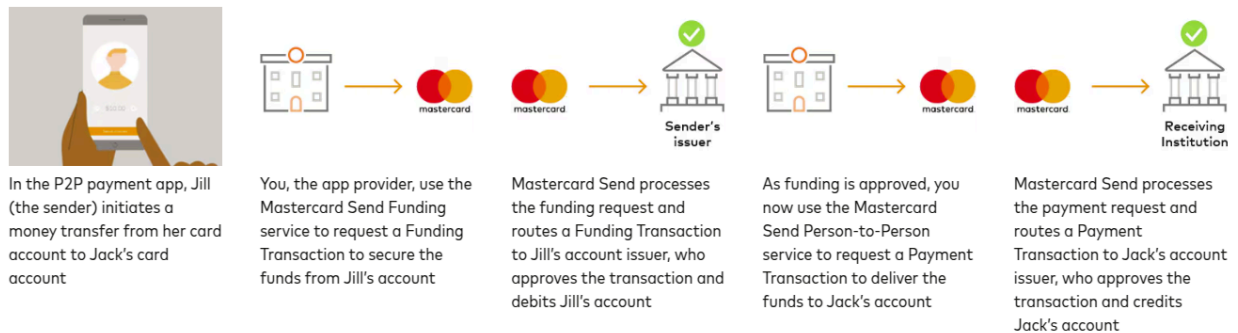 mastercard
mastercard
Sender's
issuer
mastercard
mastercard
Receiving
Institution
In the P2P payment app, Jill
(the sender) initiates a
money transfer from her card
account to Jack's card
account
You, the app provider, use the
Mastercard Send Funding
service to request a Funding
Transaction to secure the
funds from Jill's account
Mastercard Send processes
the funding request and
routes a Funding Transaction
to Jill's account issuer, who
approves the transaction and
debits Jill's account
As funding is approved, you
now use the Mastercard
Send Person-to-Person
service to request a Payment
Transaction to deliver the
funds to Jack's account
Mastercard Send processes
the payment request and
routes a Payment
Transaction to Jack's account
issuer, who approves the
transaction and credits
Jack's account